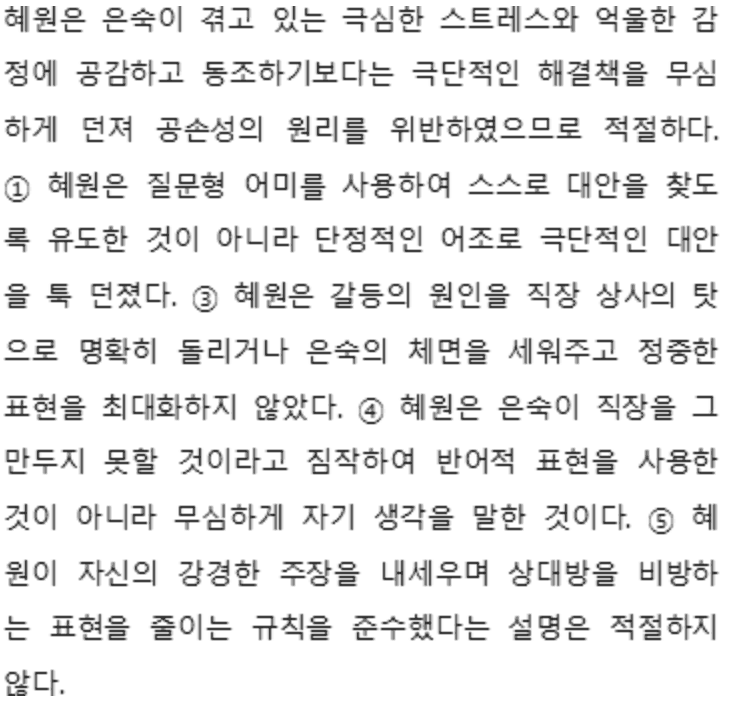 혜원은 은숙이 겪고 있는 극심한 스트레스와 억울한 감
정에 공감하고 동조하기보다는 극단적인 해결책을 무심
하게 던져 공손성의 원리를 위반하였으므로 적절하다.
① 혜원은 질문형 어미를 사용하여 스스로 대안을 찾도
록 유도한 것이 아니라 단정적인 어조로 극단적인 대안
을 툭 던졌다. ③ 혜원은 갈등의 원인을 직장 상사의 탓
으로 명확히 돌리거나 은숙의 체면을 세워주고 정중한
표현을 최대화하지 않았다. ④ 혜원은 은숙이 직장을 그
만두지 못할 것이라고 짐작하여 반어적 표현을 사용한
것이 아니라 무심하게 자기 생각을 말한 것이다. ⑤ 혜
원이 자신의 강경한 주장을 내세우며 상대방을 비방하
는 표현을 줄이는 규칙을 준수했다는 설명은 적절하지
않다.